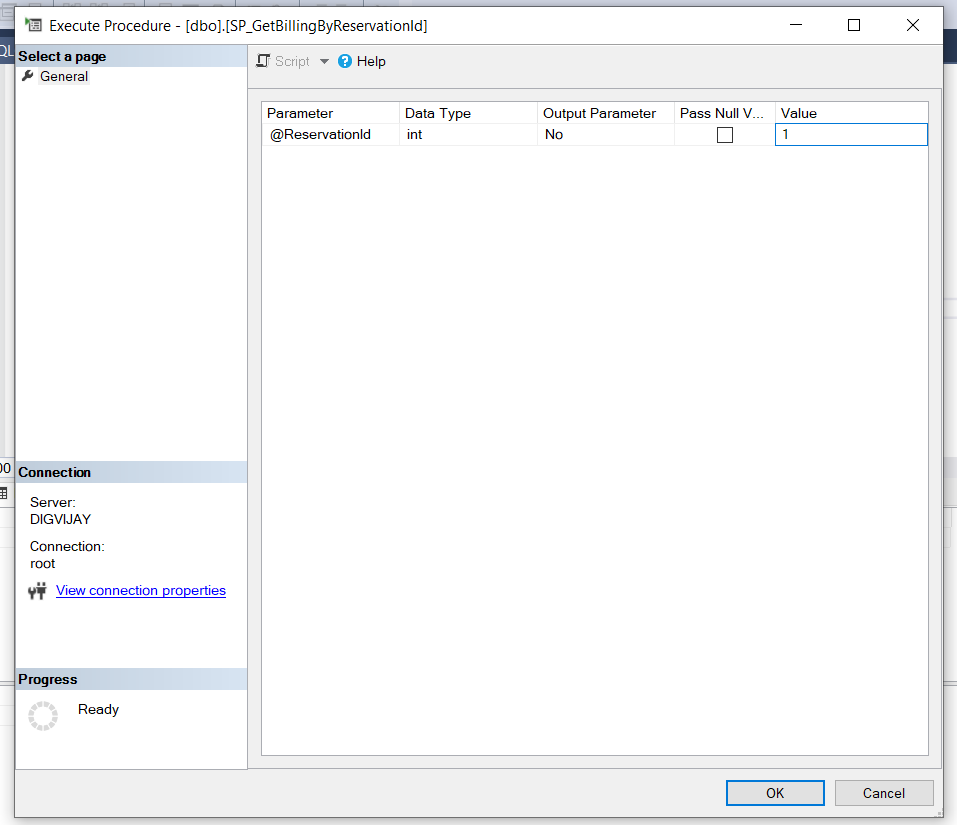 Execute Procedure - [dbo].[SP_GetBillingByReservationId]
Select a page
General
Script
Help
Parameter Data Type Output Parameter Pass Null V... Value
@ReservationId int No 1
Connection
Server:
DIGVIJAY
Connection:
root
View connection properties
Progress
Ready
OK Cancel